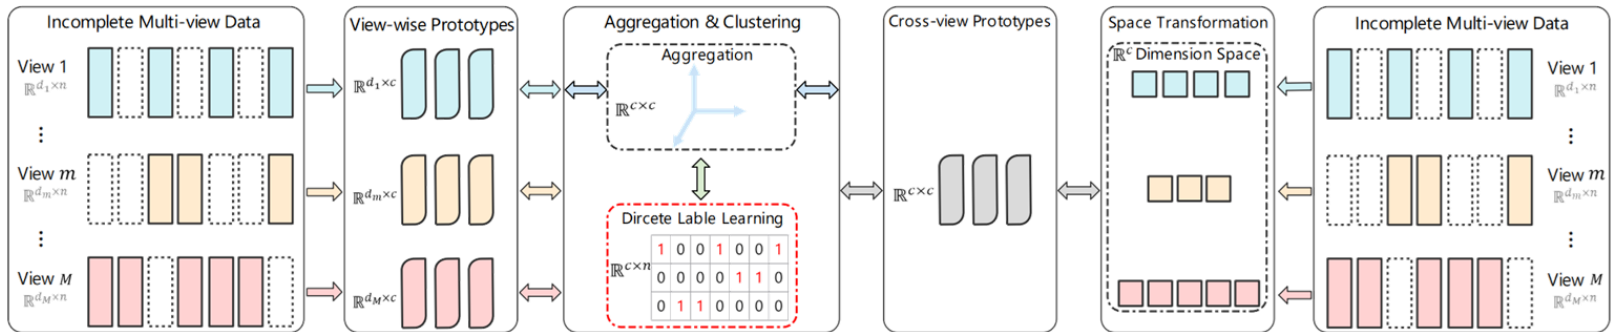 Incomplete Multi-view Data
View 1
ℝ^{d_1×n}
⋮
View m
ℝ^{d_m×n}
⋮
View M
ℝ^{d_M×n}
View-wise Prototypes
ℝ^{d_1×c}
ℝ^{d_m×c}
ℝ^{d_M×c}
Aggregation & Clustering
Aggregation
ℝ^{c×c}
Dircete Lable Learning
ℝ^{c×n}
1 0 0 1 0 0 1
0 0 0 0 1 1 0
0 1 1 0 0 0 0
Cross-view Prototypes
ℝ^{c×c}
Space Transformation
ℝ^c Dimension Space
Incomplete Multi-view Data
View 1
ℝ^{d_1×n}
⋮
View m
ℝ^{d_m×n}
⋮
View M
ℝ^{d_M×n}